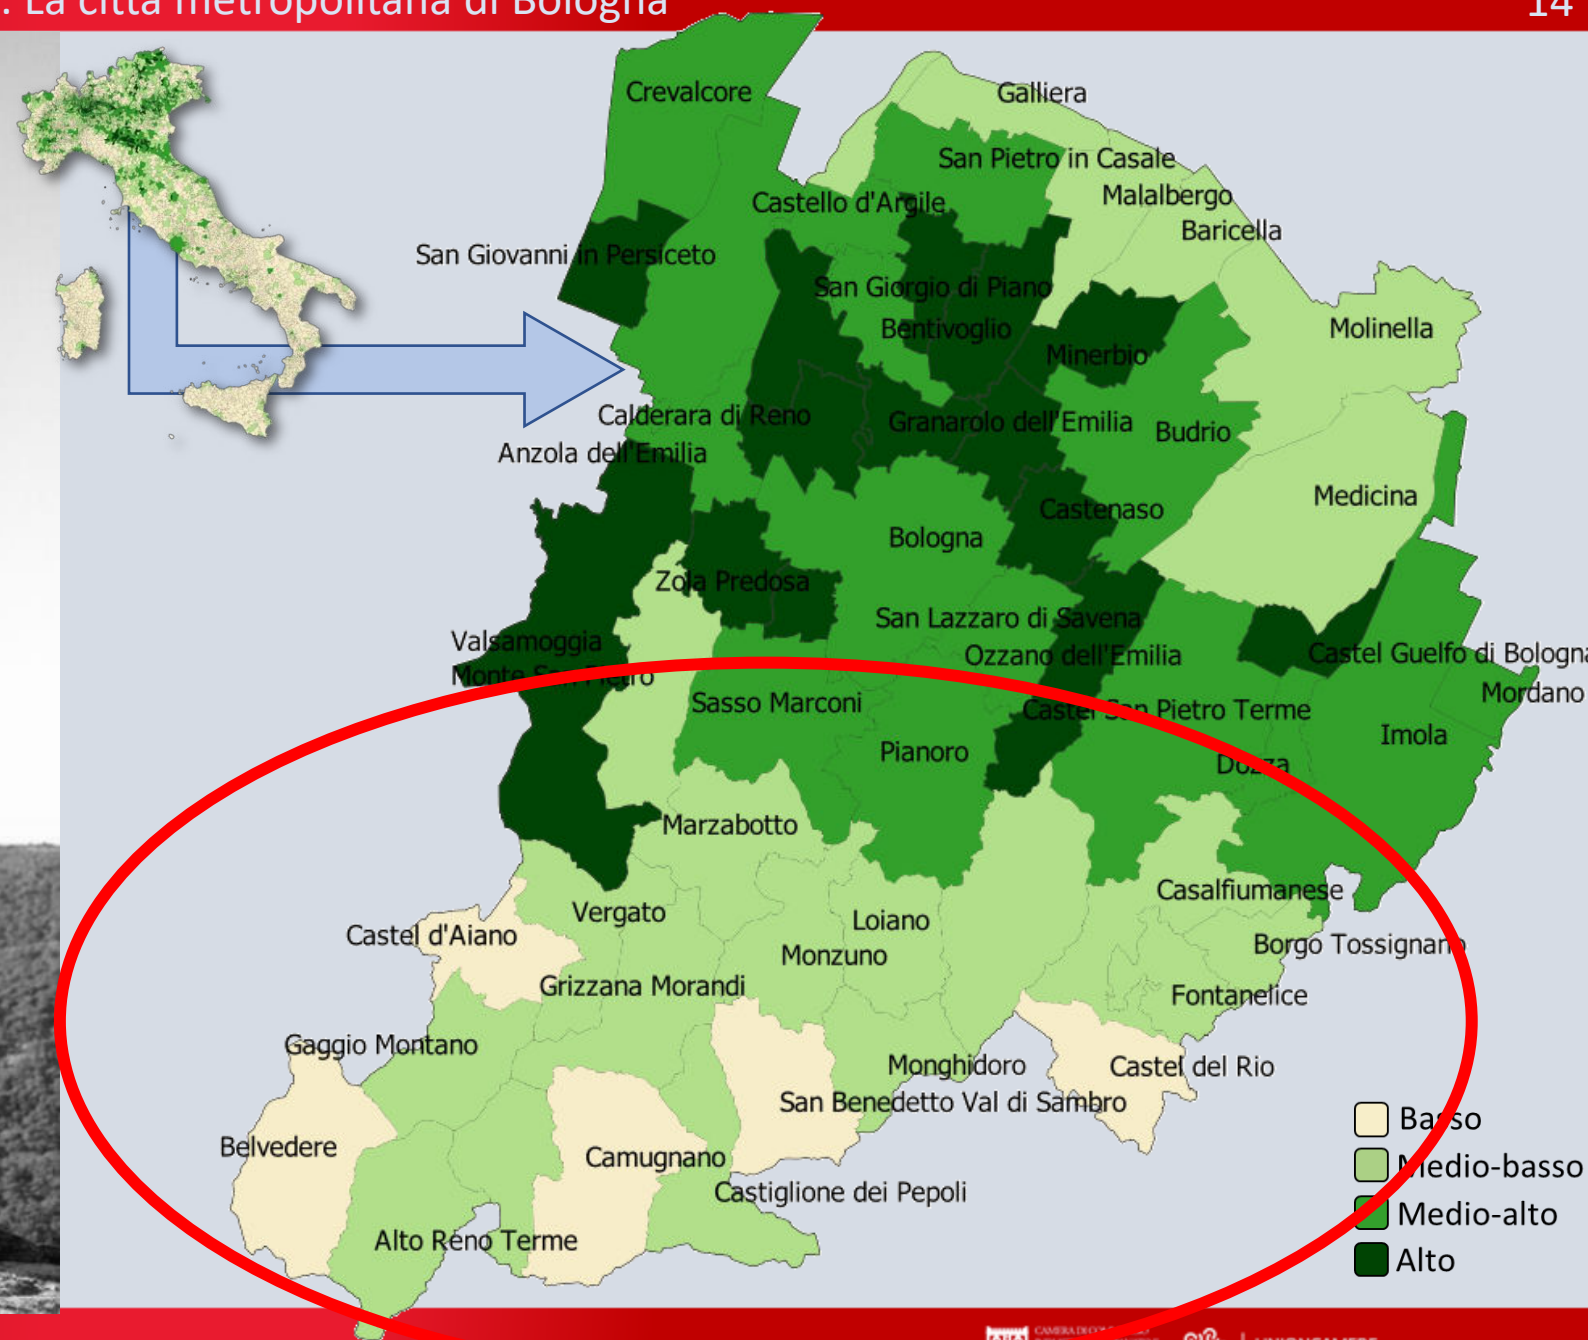 . La città metropolitana di Bologna
14
Crevalcore
Galliera
San Pietro in Casale
Malalbergo
Castello d'Argile
Baricella
San Giovanni in Persiceto
San Giorgio di Piano
Bentivoglio
Molinella
Minerbio
Calderara di Reno
Granarolo dell'Emilia
Budrio
Anzola dell'Emilia
Medicina
Castenaso
Bologna
Zola Predosa
San Lazzaro di Savena
Valsamoggia
Ozzano dell'Emilia
Castel Guelfo di Bologna
Monte San Pietro
Mordano
Sasso Marconi
Castel San Pietro Terme
Imola
Pianoro
Dozza
Marzabotto
Casalfiumanese
Vergato
Loiano
Castel d'Aiano
Borgo Tossignano
Monzuno
Grizzana Morandi
Fontanelice
Gaggio Montano
Monghidoro
Castel del Rio
San Benedetto Val di Sambro
Belvedere
Camugnano
Castiglione dei Pepoli
Alto Reno Terme
Basso
Medio-basso
Medio-alto
Alto